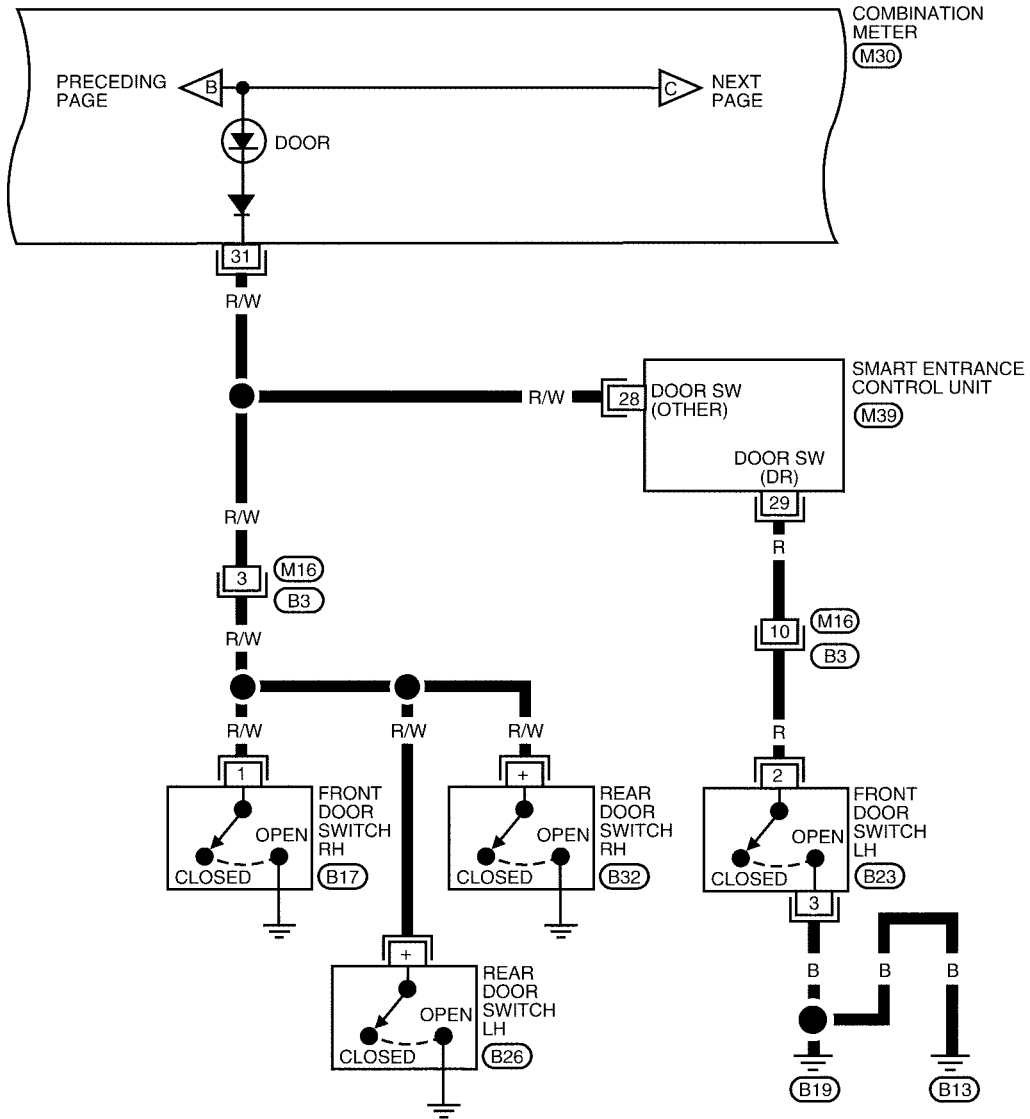 COMBINATION
METER
M30
PRECEDING
PAGE
B
C
NEXT
PAGE
DOOR
31
R/W
SMART ENTRANCE
CONTROL UNIT
M39
R/W
28
DOOR SW
(OTHER)
DOOR SW
(DR)
29
R/W
R
3
M16
B3
10
M16
B3
R/W
R/W
R/W
R/W
R
1
FRONT
DOOR
SWITCH
RH
B17
OPEN
CLOSED
+
REAR
DOOR
SWITCH
RH
B32
OPEN
CLOSED
2
FRONT
DOOR
SWITCH
LH
B23
OPEN
CLOSED
3
+
REAR
DOOR
SWITCH
LH
B26
OPEN
CLOSED
B
B
B
B19
B13